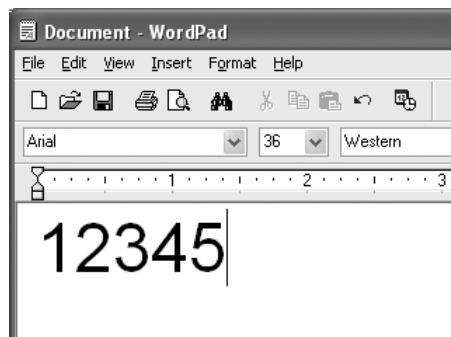 Document - WordPad
File Edit View Insert Format Help
Arial 36 Western
1 2 3
12345